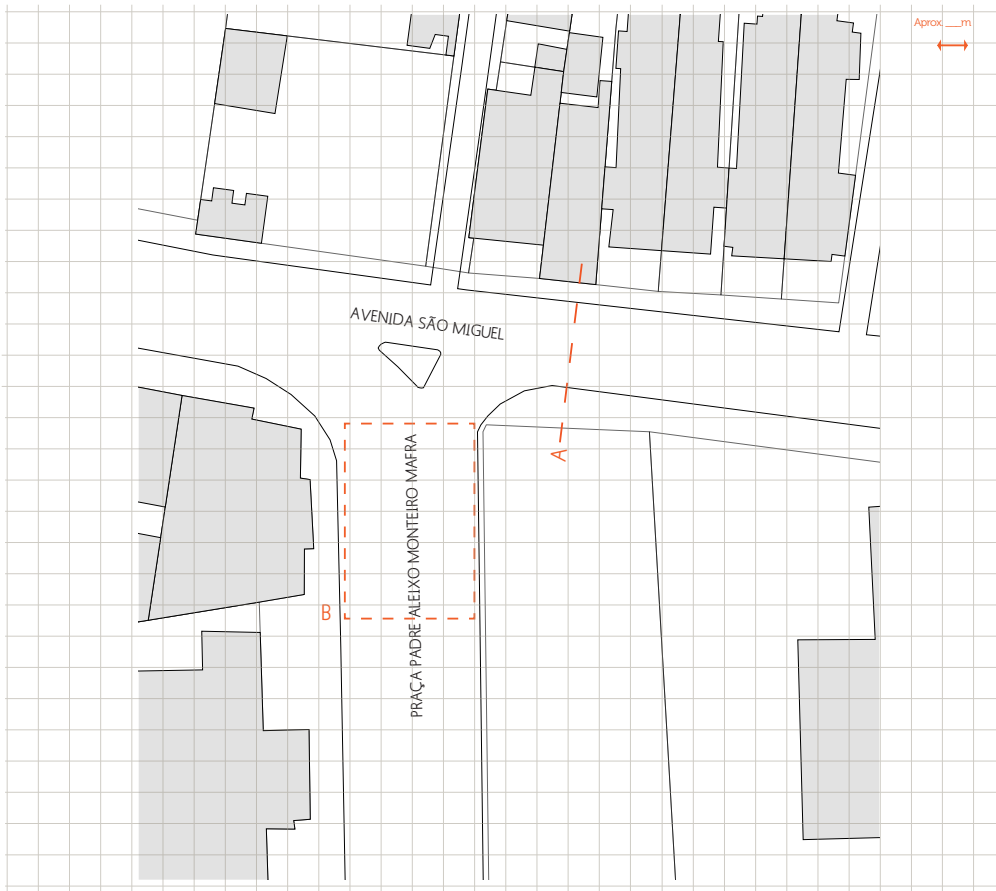 Aprox. ___m
AVENIDA SÃO MIGUEL
A
PRAÇA PADRE ALEIXO MONTEIRO MAFRA
B